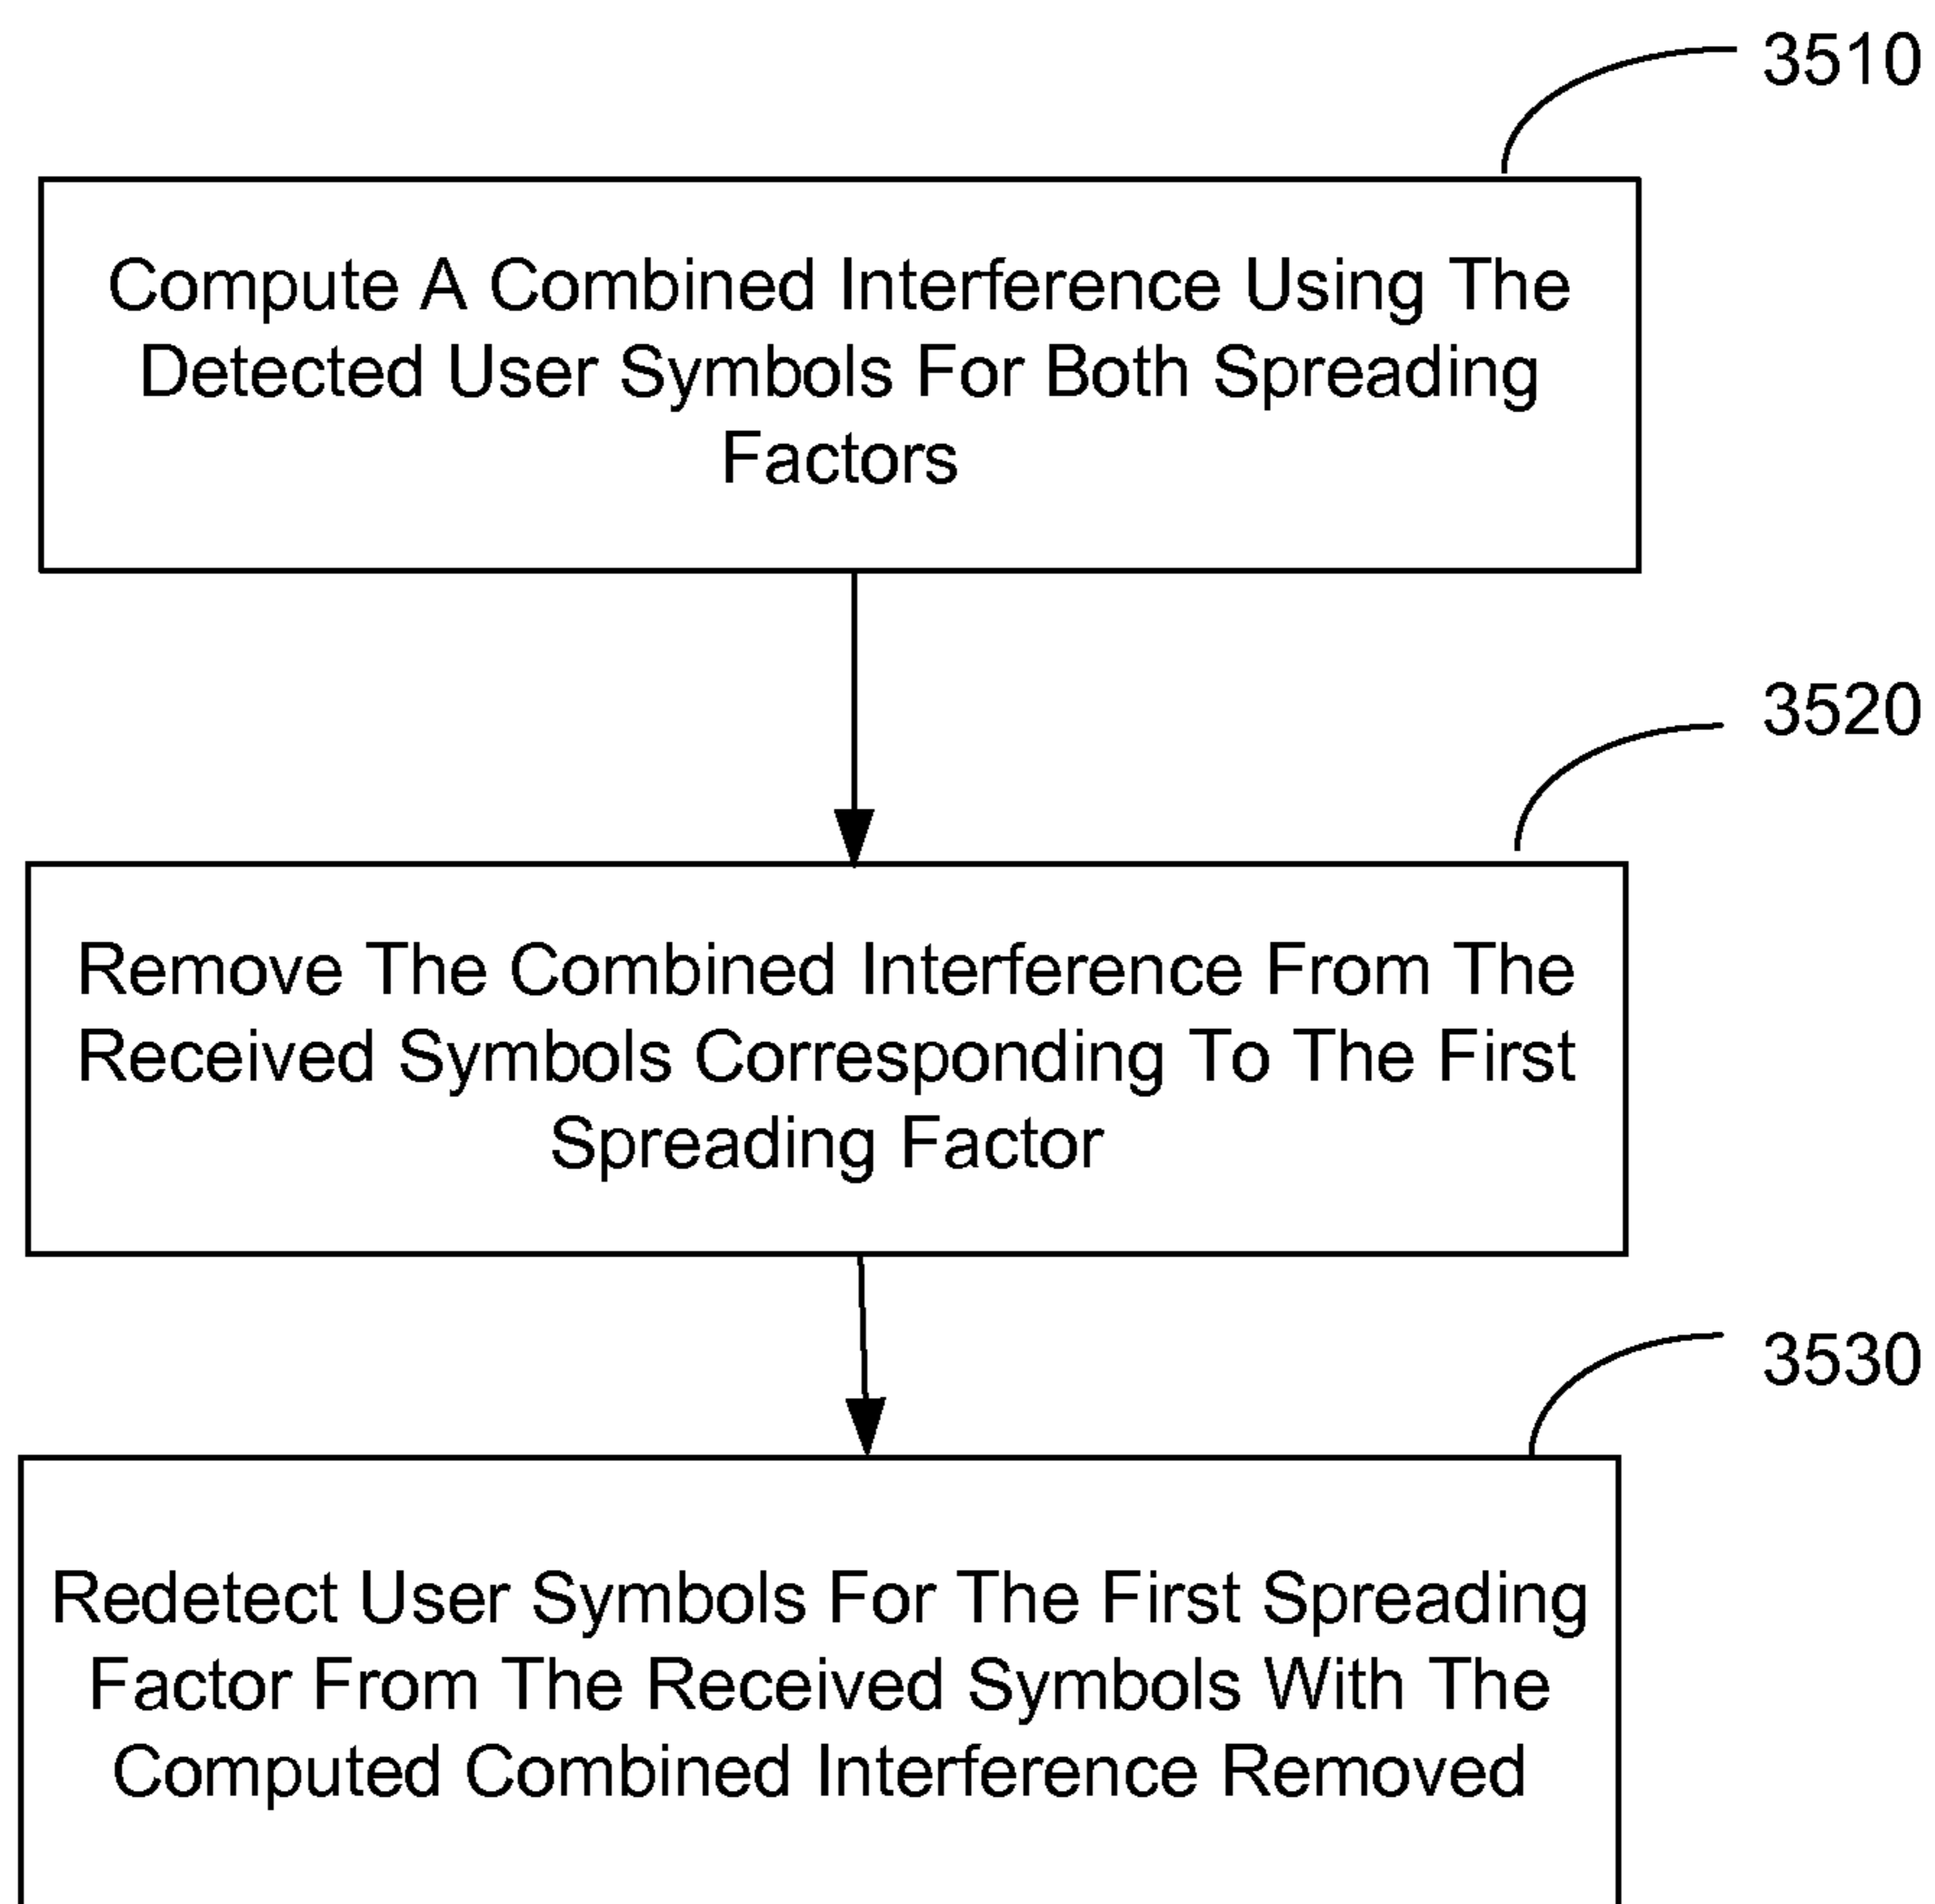 3510
Compute A Combined Interference Using The
Detected User Symbols For Both Spreading
Factors
3520
Remove The Combined Interference From The
Received Symbols Corresponding To The First
Spreading Factor
3530
Redetect User Symbols For The First Spreading
Factor From The Received Symbols With The
Computed Combined Interference Removed